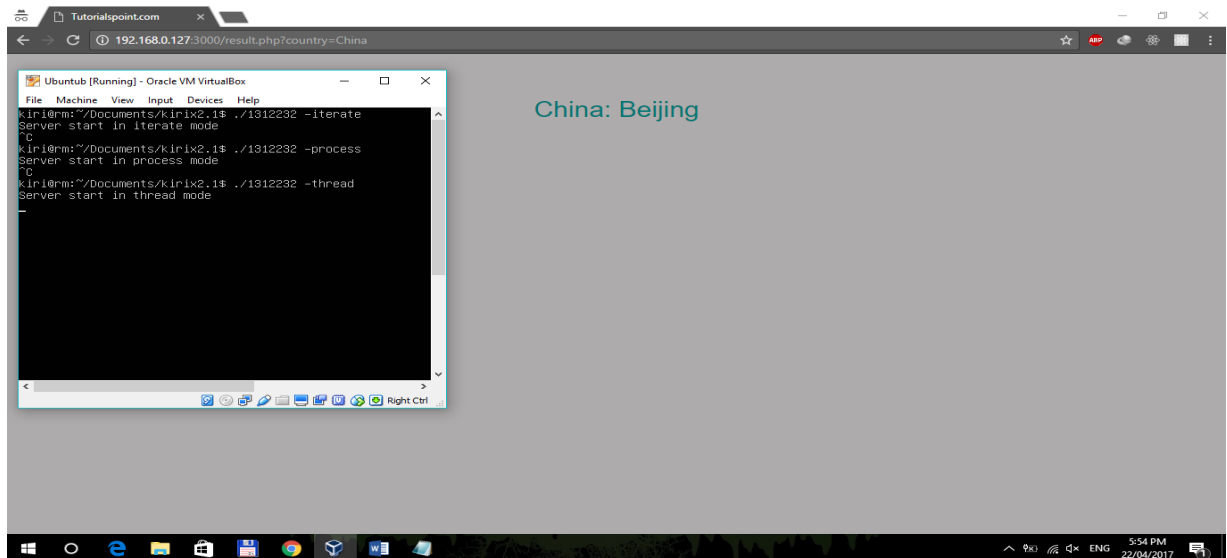 Tutorialspoint.com
192.168.0.127:3000/result.php?country=China
ABP
Ubuntub [Running] - Oracle VM VirtualBox
File Machine View Input Devices Help
kiri@rm:~/Documents/kirix2.1$ ./1312232 -iterate
Server start in iterate mode
^C
kiri@rm:~/Documents/kirix2.1$ ./1312232 -process
Server start in process mode
^C
kiri@rm:~/Documents/kirix2.1$ ./1312232 -thread
Server start in thread mode
Right Ctrl
China: Beijing
ENG
5:54 PM
22/04/2017